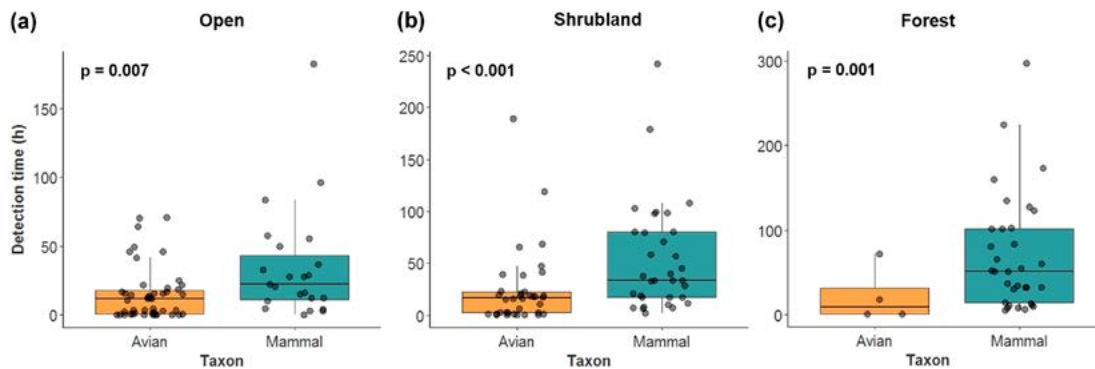 (a) Open
(b) Shrubland
(c) Forest
p = 0.007
p < 0.001
p = 0.001
Detection time (h)
150
100
50
0
250
200
150
100
50
0
300
200
100
0
Avian Mammal
Avian Mammal
Avian Mammal
Taxon
Taxon
Taxon